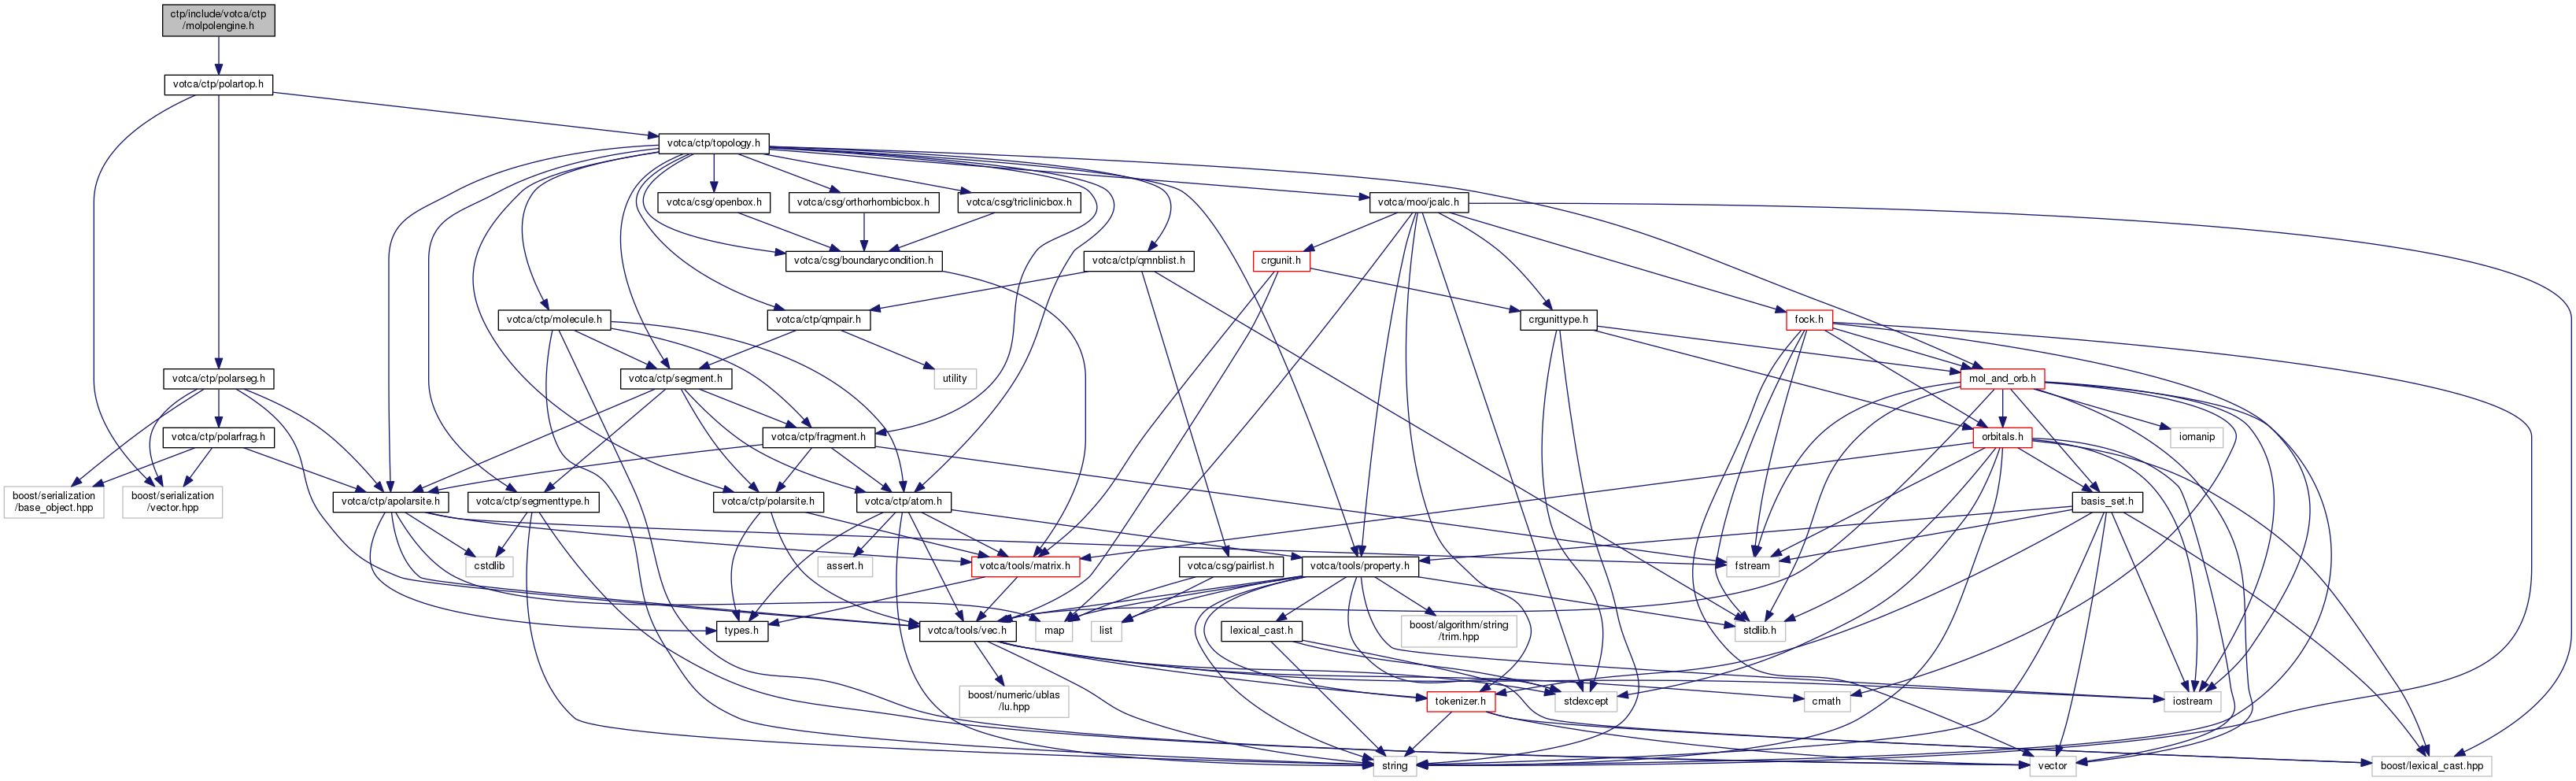 ctp/include/votca/ctp
/molpolengine.h
votca/ctp/polartop.h
votca/ctp/topology.h
votca/csg/openbox.h
votca/csg/orthorhombicbox.h
votca/csg/triclinicbox.h
votca/moo/jcalc.h
votca/csg/boundarycondition.h
votca/ctp/qmnblist.h
crgunit.h
votca/ctp/molecule.h
votca/ctp/qmpair.h
crgunittype.h
fock.h
votca/ctp/polarseg.h
votca/ctp/segment.h
utility
mol_and_orb.h
votca/ctp/polarfrag.h
votca/ctp/fragment.h
orbitals.h
iomanip
boost/serialization
/base_object.hpp
boost/serialization
/vector.hpp
votca/ctp/apolarsite.h
votca/ctp/segmenttype.h
votca/ctp/polarsite.h
votca/ctp/atom.h
basis_set.h
cstdlib
assert.h
votca/tools/matrix.h
votca/csg/pairlist.h
votca/tools/property.h
fstream
types.h
votca/tools/vec.h
map
list
lexical_cast.h
boost/algorithm/string
/trim.hpp
stdlib.h
boost/numeric/ublas
/lu.hpp
tokenizer.h
stdexcept
cmath
iostream
string
vector
boost/lexical_cast.hpp